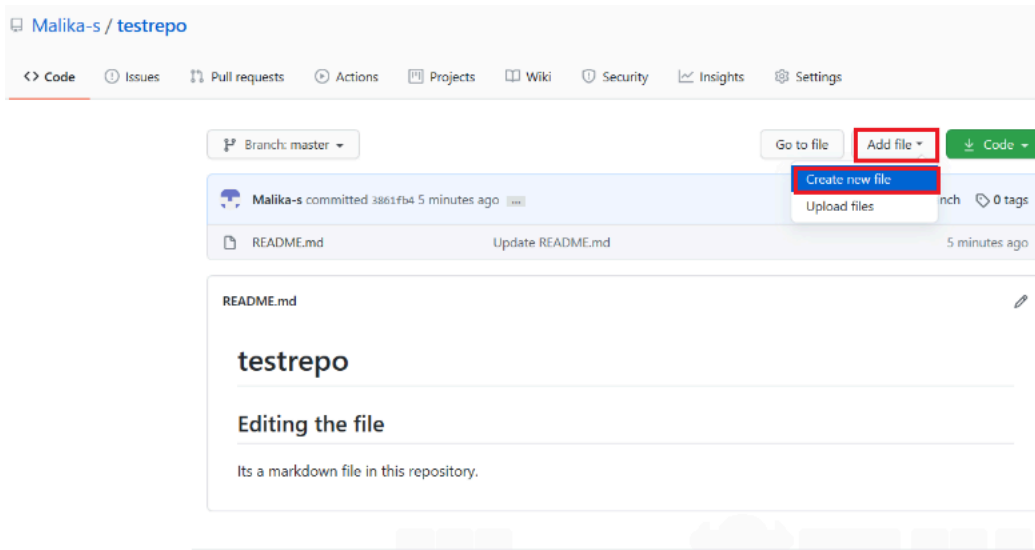 Malika-s / testrepo
<> Code Issues Pull requests Actions Projects Wiki Security Insights Settings
Branch: master Go to file Add file Code
Create new file
Malika-s committed 3861fb4 5 minutes ago ... nch 0 tags
Upload files
README.md Update README.md 5 minutes ago
README.md
testrepo
Editing the file
Its a markdown file in this repository.